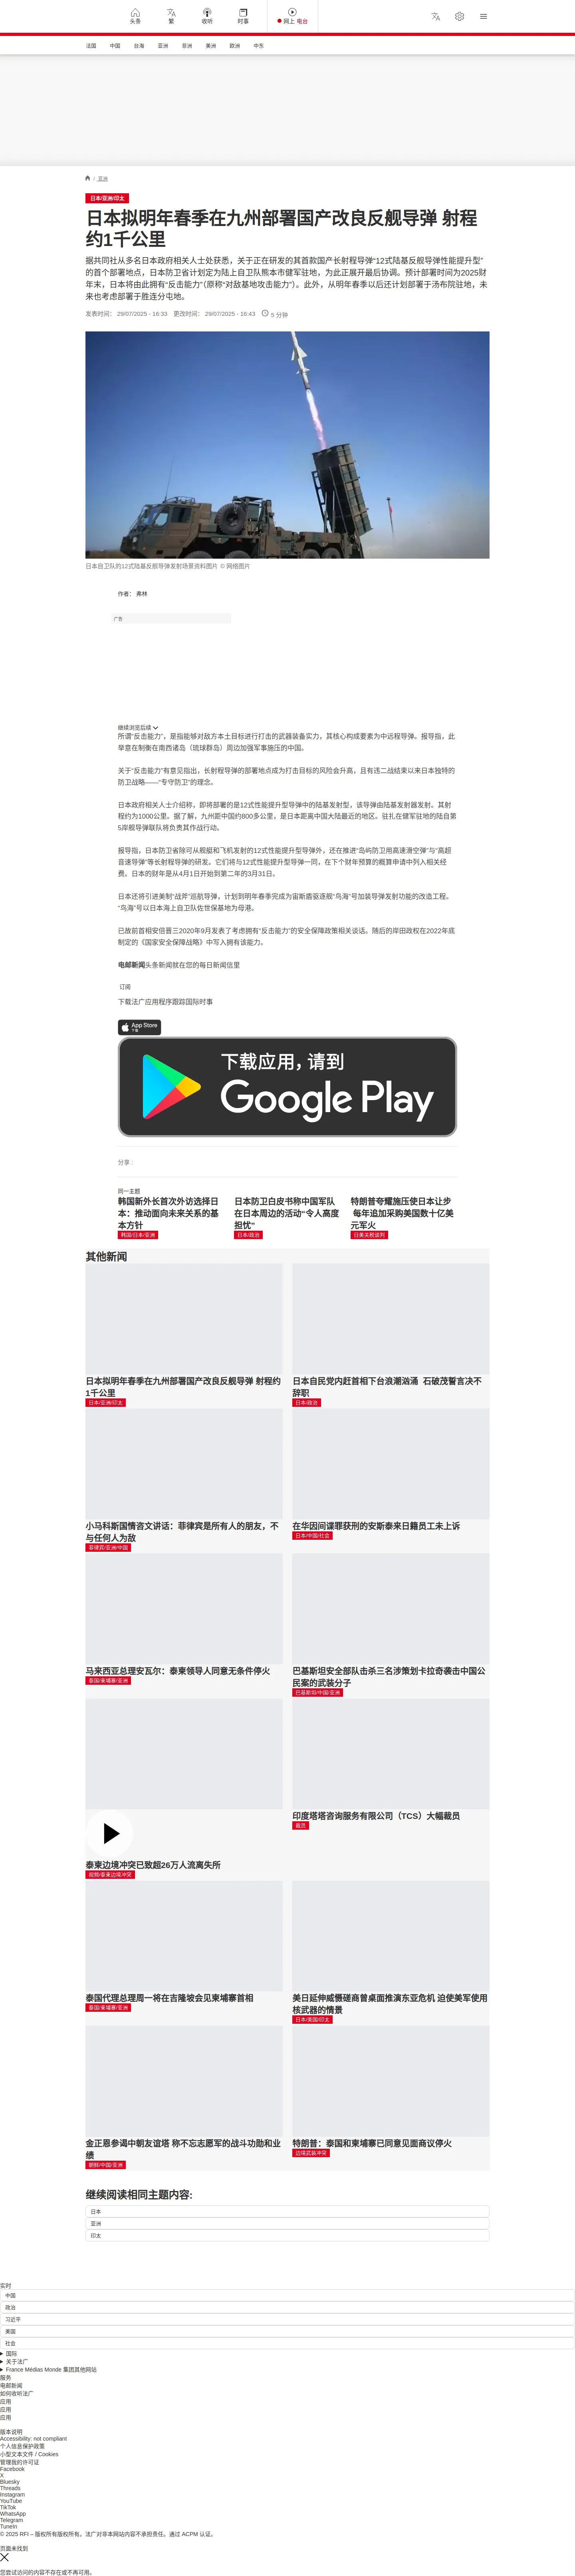 头条
繁
收听
时事
网上 电台
法国
中国
台海
亚洲
非洲
美洲
欧洲
中东
/ 亚洲
日本/亚洲/印太
日本拟明年春季在九州部署国产改良反舰导弹 射程
约1千公里
据共同社从多名日本政府相关人士处获悉，关于正在研发的其首款国产长射程导弹“12式陆基反舰导弹性能提升型”
的首个部署地点，日本防卫省计划定为陆上自卫队熊本市健军驻地，为此正展开最后协调。预计部署时间为2025财
年末，日本将由此拥有“反击能力”（原称“对敌基地攻击能力”）。此外，从明年春季以后还计划部署于汤布院驻地，未
来也考虑部署于胜连分屯地。
发表时间： 29/07/2025 - 16:33 更改时间： 29/07/2025 - 16:43 5 分钟
日本自卫队的12式陆基反舰导弹发射场景资料图片 © 网络图片
作者： 弗林
广告
继续浏览后续
所谓“反击能力”，是指能够对敌方本土目标进行打击的武器装备实力，其核心构成要素为中远程导弹。报导指，此
举意在制衡在南西诸岛（琉球群岛）周边加强军事施压的中国。
关于“反击能力”有意见指出，长射程导弹的部署地点成为打击目标的风险会升高，且有违二战结束以来日本独特的
防卫战略——“专守防卫”的理念。
日本政府相关人士介绍称，即将部署的是12式性能提升型导弹中的陆基发射型，该导弹由陆基发射器发射。其射
程约为1000公里。据了解，九州距中国约800多公里，是日本距离中国大陆最近的地区。驻扎在健军驻地的陆自第
5岸舰导弹联队将负责其作战行动。
报导指，日本防卫省除可从舰艇和飞机发射的12式性能提升型导弹外，还在推进“岛屿防卫用高速滑空弹”与“高超
音速导弹”等长射程导弹的研发。它们将与12式性能提升型导弹一同，在下个财年预算的概算申请中列入相关经
费。日本的财年是从4月1日开始到第二年的3月31日。
日本还将引进美制“战斧”巡航导弹，计划到明年春季完成为宙斯盾驱逐舰“鸟海”号加装导弹发射功能的改造工程。
“鸟海”号以日本海上自卫队佐世保基地为母港。
已故前首相安倍晋三2020年9月发表了考虑拥有“反击能力”的安全保障政策相关谈话。随后的岸田政权在2022年底
制定的《国家安全保障战略》中写入拥有该能力。
电邮新闻头条新闻就在您的每日新闻信里
订阅
下载法广应用程序跟踪国际时事
App Store
下载
下载应用，请到
Google Play
分享 :
同一主题
韩国新外长首次外访选择日
本：推动面向未来关系的基
本方针
韩国/日本/亚洲
日本防卫白皮书称中国军队
在日本周边的活动“令人高度
担忧”
日本/政治
特朗普夸耀施压使日本让步
每年追加采购美国数十亿美
元军火
日美关税谈判
其他新闻
日本拟明年春季在九州部署国产改良反舰导弹 射程约
1千公里
日本/亚洲/印太
日本自民党内赶首相下台浪潮汹涌 石破茂誓言决不
辞职
日本/政治
小马科斯国情咨文讲话：菲律宾是所有人的朋友，不
与任何人为敌
菲律宾/亚洲/中国
在华因间谍罪获刑的安斯泰来日籍员工未上诉
日本/中国/社会
马来西亚总理安瓦尔：泰柬领导人同意无条件停火
泰国/柬埔寨/亚洲
巴基斯坦安全部队击杀三名涉策划卡拉奇袭击中国公
民案的武装分子
巴基斯坦/中国/亚洲
泰柬边境冲突已致超26万人流离失所
视频/泰柬边境冲突
印度塔塔咨询服务有限公司（TCS）大幅裁员
裁员
泰国代理总理周一将在吉隆坡会见柬埔寨首相
泰国/柬埔寨/亚洲
美日延伸威慑磋商曾桌面推演东亚危机 迫使美军使用
核武器的情景
日本/美国/印太
金正恩参谒中朝友谊塔 称不忘志愿军的战斗功勋和业
绩
朝鲜/中国/亚洲
特朗普：泰国和柬埔寨已同意见面商议停火
边境武装冲突
继续阅读相同主题内容:
日本
亚洲
印太
实时
中国
政治
习近平
美国
社会
国际
关于法广
France Médias Monde 集团其他网站
服务
电邮新闻
如何收听法广
应用
应用
应用
版本说明
Accessibility: not compliant
个人信息保护政策
小型文本文件 / Cookies
管理我的许可证
Facebook
X
Bluesky
Threads
Instagram
YouTube
TikTok
WhatsApp
Telegram
TuneIn
© 2025 RFI – 版权所有版权所有。法广对非本网站内容不承担责任。通过 ACPM 认证。
页面未找到
您尝试访问的内容不存在或不再可用。